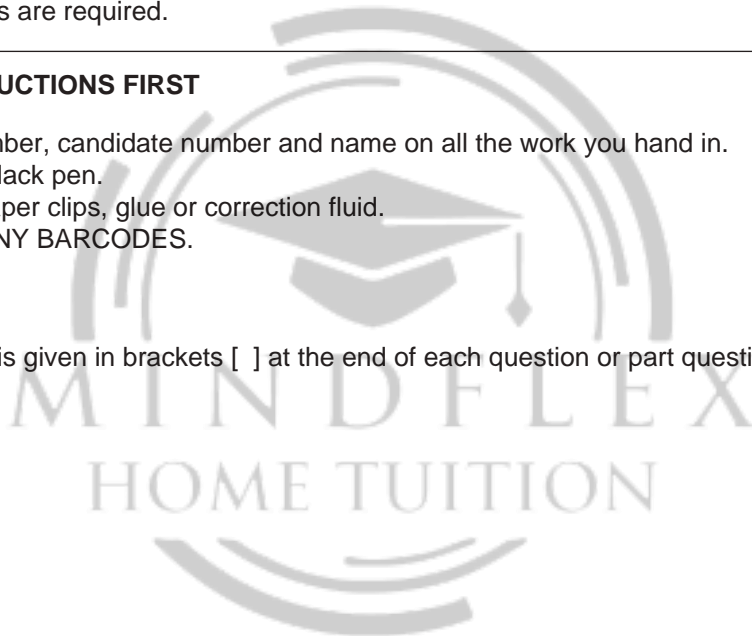 s are required.
UCTIONS FIRST
nber, candidate number and name on all the work you hand in.
lack pen.
per clips, glue or correction fluid.
NY BARCODES.
is given in brackets [ ] at the end of each question or part questi
MINDFLEX
HOME TUITION